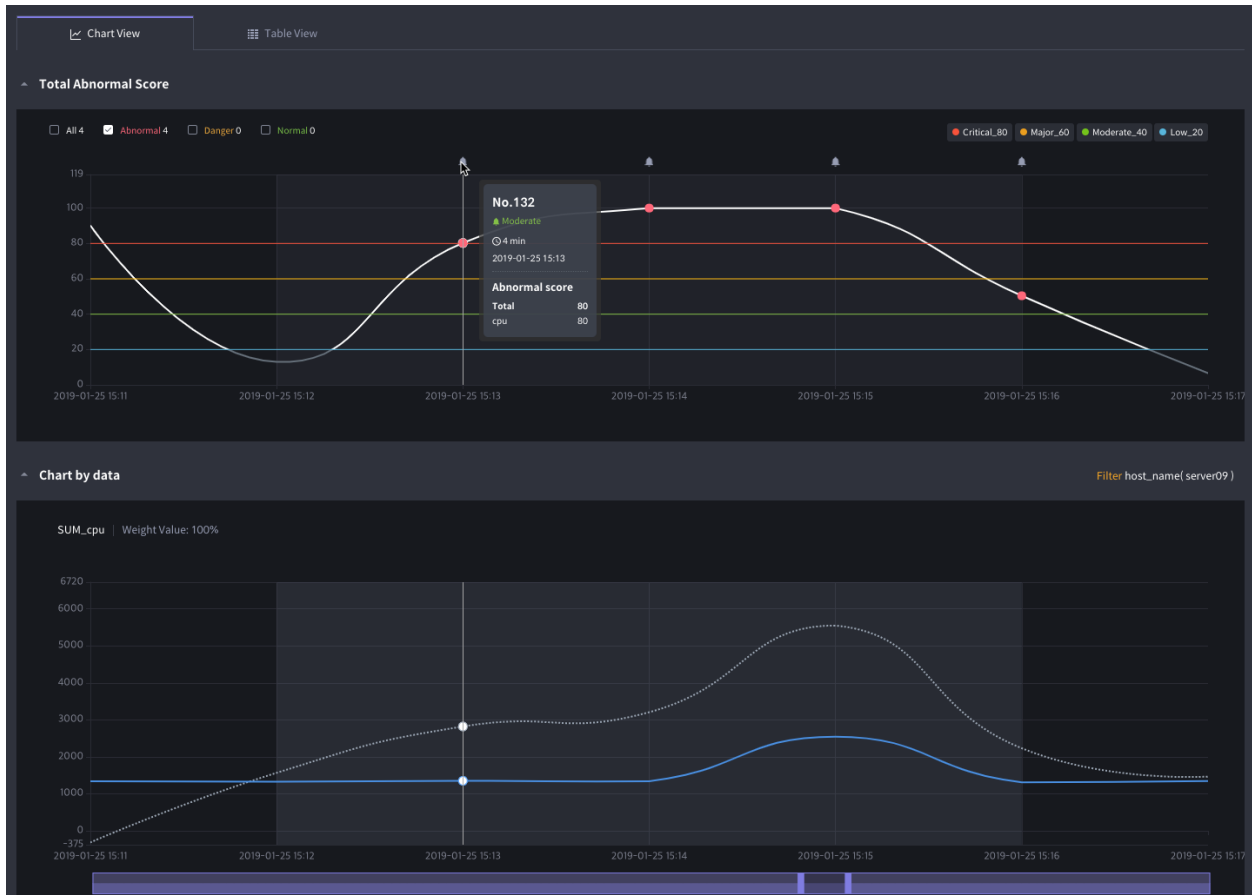 Chart View Table View
Total Abnormal Score
All 4 Abnormal 4 Danger 0 Normal 0 Critical_80 Major_60 Moderate_40 Low_20
119
100
80
60
40
20
0
No.132
Moderate
4 min
2019-01-25 15:13
Abnormal score
Total 80
cpu 80
2019-01-25 15:11 2019-01-25 15:12 2019-01-25 15:13 2019-01-25 15:14 2019-01-25 15:15 2019-01-25 15:16 2019-01-25 15:17
Chart by data Filter host_name( server09 )
SUM_cpu | Weight Value: 100%
6720
6000
5000
4000
3000
2000
1000
0
-375
2019-01-25 15:11 2019-01-25 15:12 2019-01-25 15:13 2019-01-25 15:14 2019-01-25 15:15 2019-01-25 15:16 2019-01-25 15:17